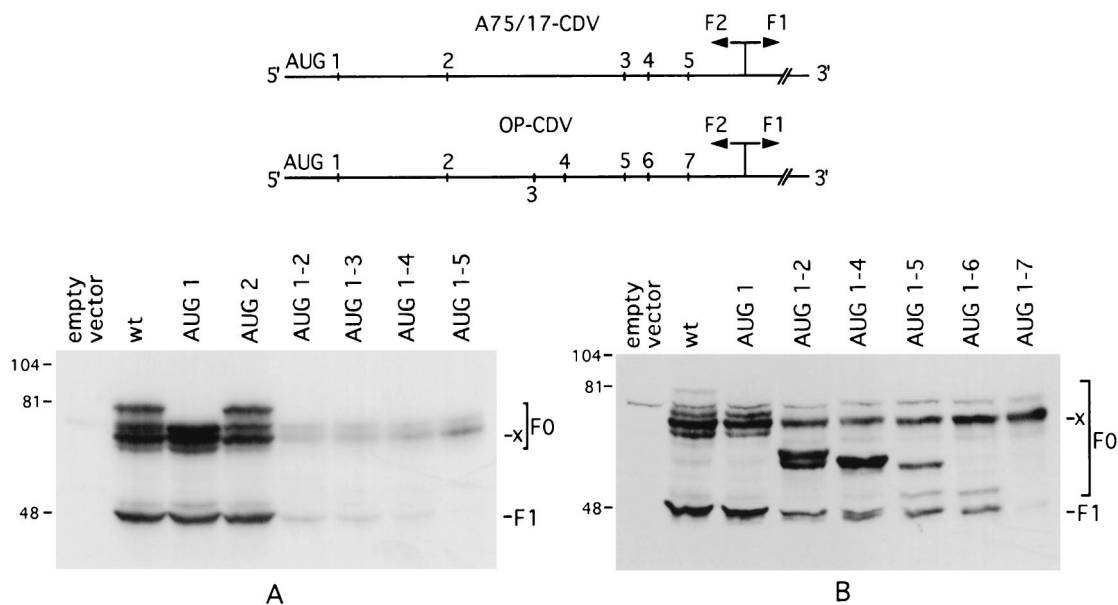 A75/17-CDV
F2 F1
AUG 1 2 3 4 5
5' 3'
OP-CDV
F2 F1
AUG 1 2 4 5 6 7
5' 3'
3
empty vector wt AUG 1 AUG 2 AUG 1-2 AUG 1-3 AUG 1-4 AUG 1-5
104 –
81 –
–x F0
48 –
–F1
A
empty vector wt AUG 1 AUG 1-2 AUG 1-4 AUG 1-5 AUG 1-6 AUG 1-7
104 –
81 –
–x F0
48 –
–F1
B